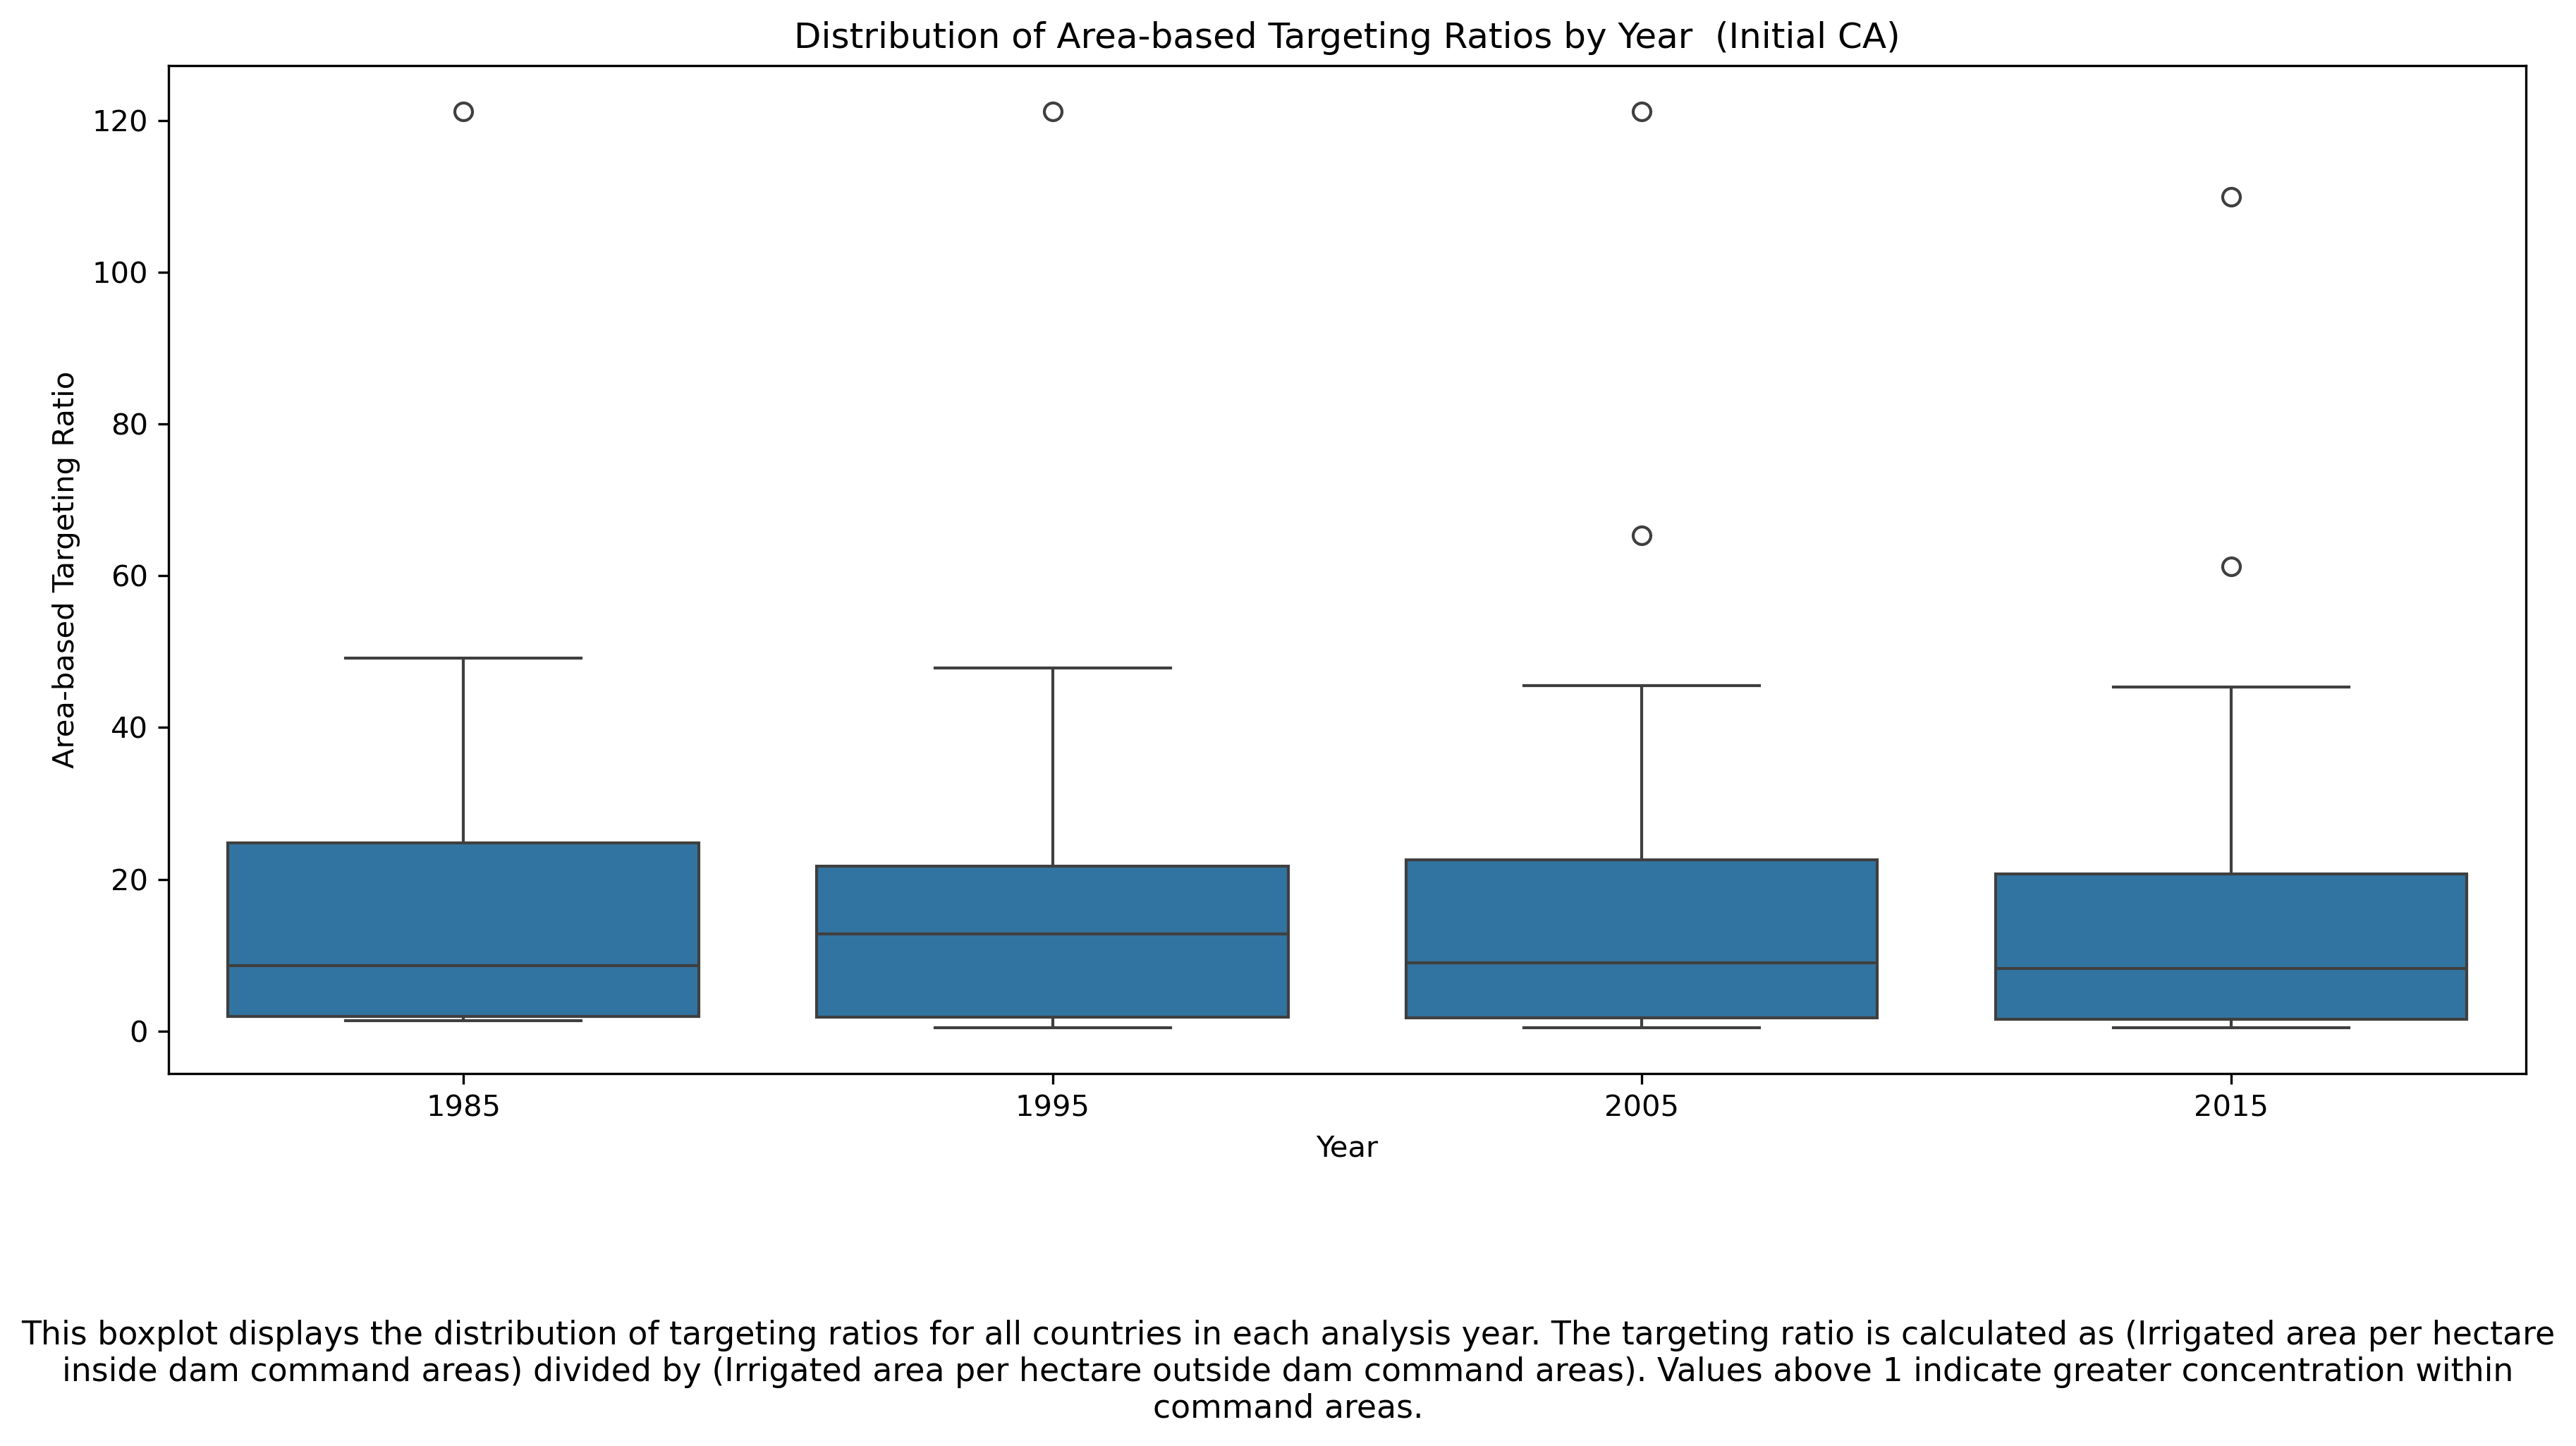 Distribution of Area-based Targeting Ratios by Year  (Initial CA)
Area-based Targeting Ratio
120
100
80
60
40
20
0
1985
1995
2005
2015
Year
This boxplot displays the distribution of targeting ratios for all countries in each analysis year. The targeting ratio is calculated as (Irrigated area per hectare
inside dam command areas) divided by (Irrigated area per hectare outside dam command areas). Values above 1 indicate greater concentration within
command areas.